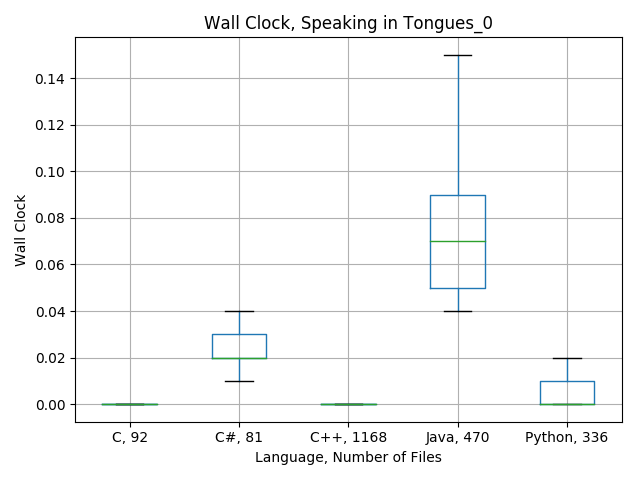 Wall Clock, Speaking in Tongues_0
Wall Clock
0.14
0.12
0.10
0.08
0.06
0.04
0.02
0.00
C, 92
C#, 81
C++, 1168
Java, 470
Python, 336
Language, Number of Files